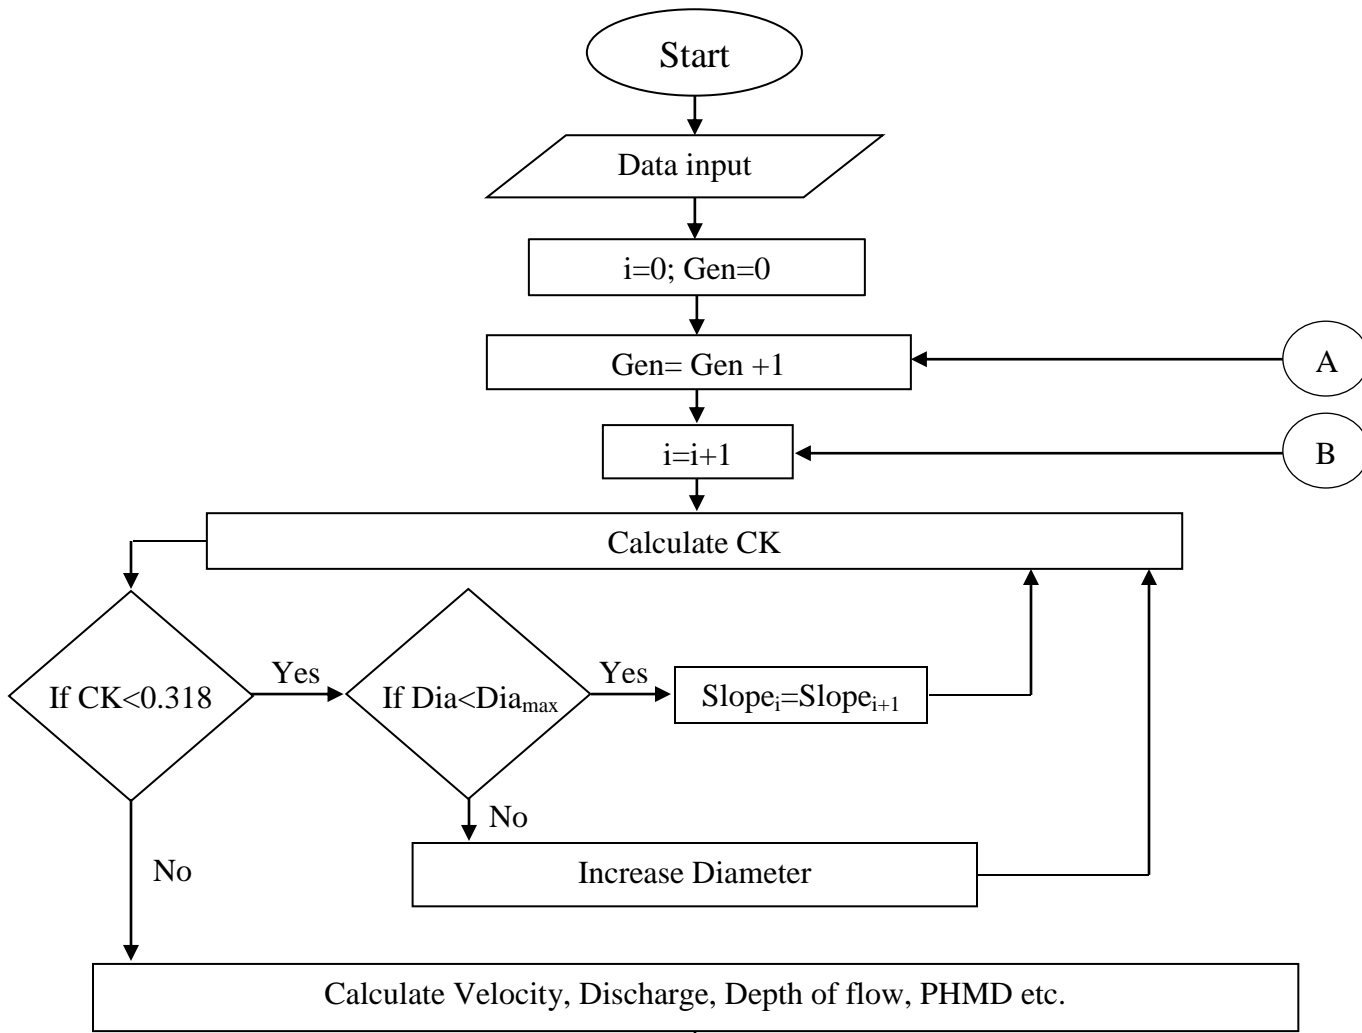 Start
Data input
i=0; Gen=0
Gen= Gen +1
A
i=i+1
B
Calculate CK
If CK<0.318
Yes
If Dia<Diamax
Yes
Slopei=Slopei+1
No
No
Increase Diameter
Calculate Velocity, Discharge, Depth of flow, PHMD etc.